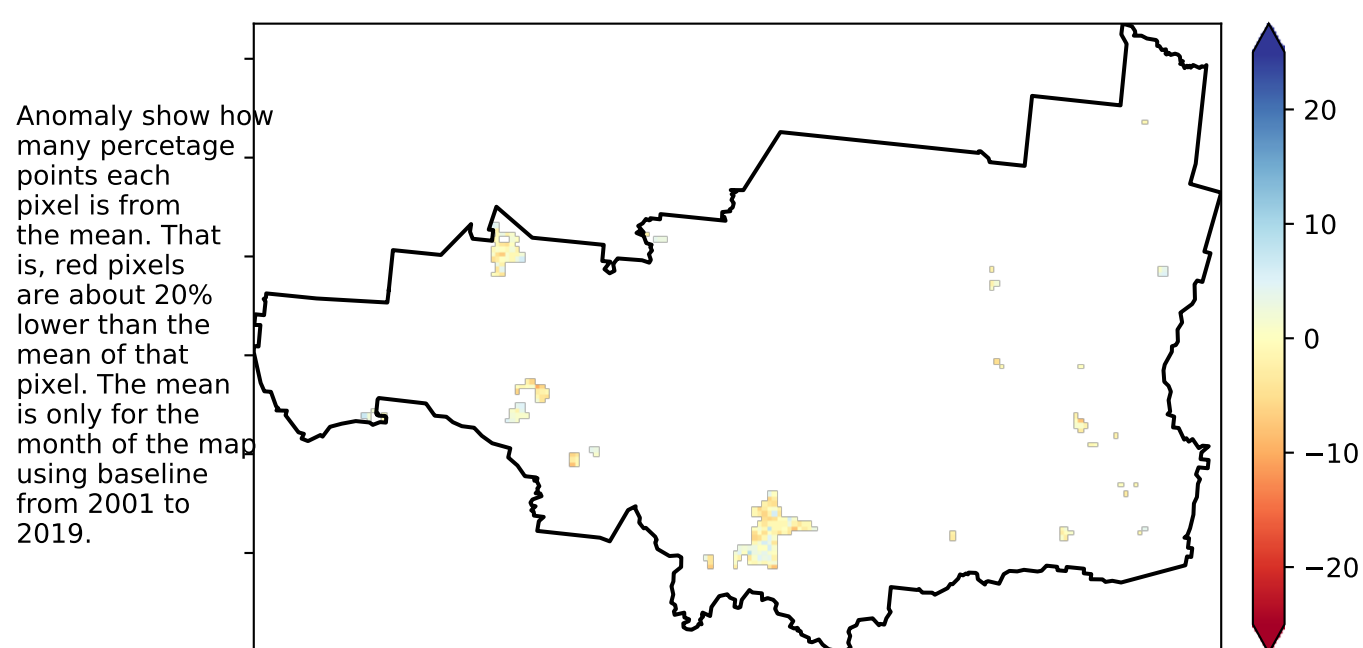 Anomaly show how
many percetage
points each
pixel is from
the mean. That
is, red pixels
are about 20%
lower than the
mean of that
pixel. The mean
is only for the
month of the map
using baseline
from 2001 to
2019.
20
10
0
−10
−20